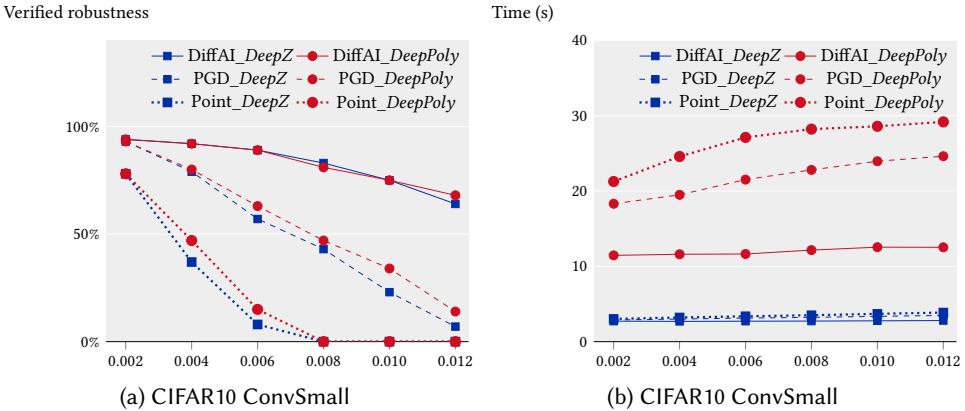 Verified robustness
DiffAI_DeepZ DiffAI_DeepPoly
PGD_DeepZ PGD_DeepPoly
Point_DeepZ Point_DeepPoly
100%
50%
0%
0.002 0.004 0.006 0.008 0.010 0.012
(a) CIFAR10 ConvSmall
Time (s)
40
DiffAI_DeepZ DiffAI_DeepPoly
PGD_DeepZ PGD_DeepPoly
Point_DeepZ Point_DeepPoly
30
20
10
0
0.002 0.004 0.006 0.008 0.010 0.012
(b) CIFAR10 ConvSmall